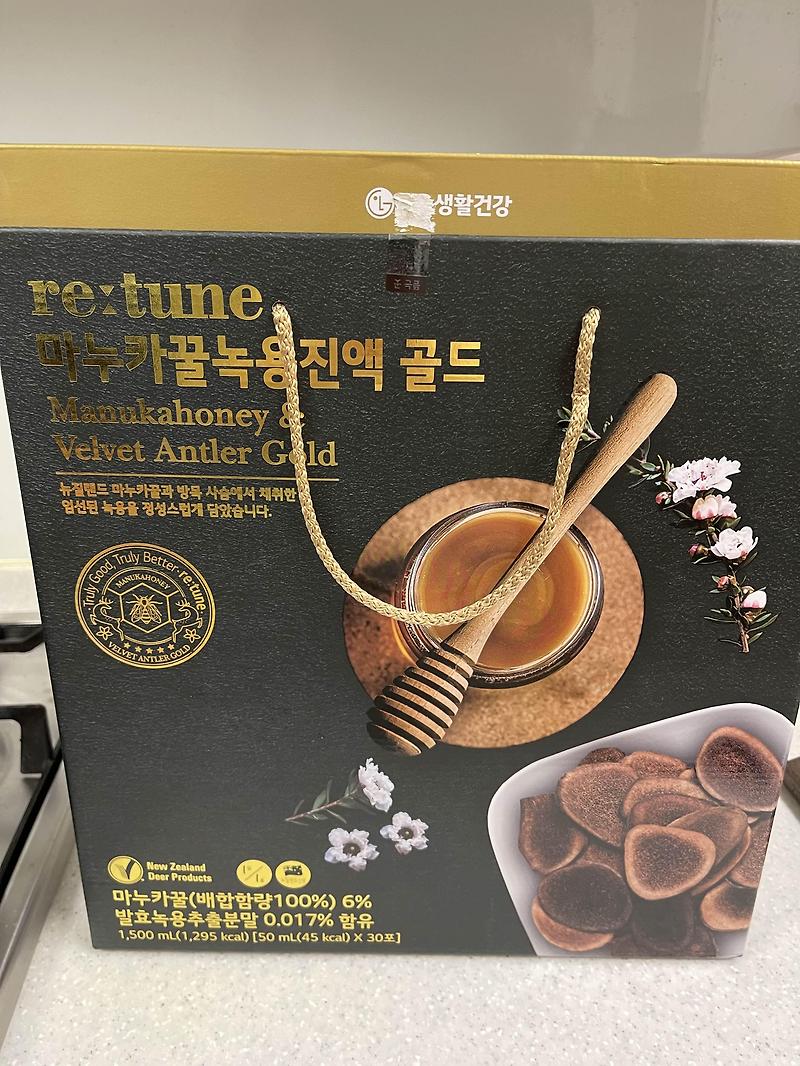 생활건강
re:tune
마누카꿀녹용진액 골드
Manukahoney &
Velvet Antler Gold
뉴질랜드 마누카꿀과 방목 사슴에서 채취한
엄선된 녹용을 정성스럽게 담았습니다.
Truly Good, Truly Better. re:tune
MANUKAHONEY
VELVET ANTLER GOLD
New Zealand
Deer Products
마누카꿀(배합함량100%) 6%
발효녹용추출분말 0.017% 함유
1,500 mL(1,295 kcal) [50 mL(45 kcal) X 30포]